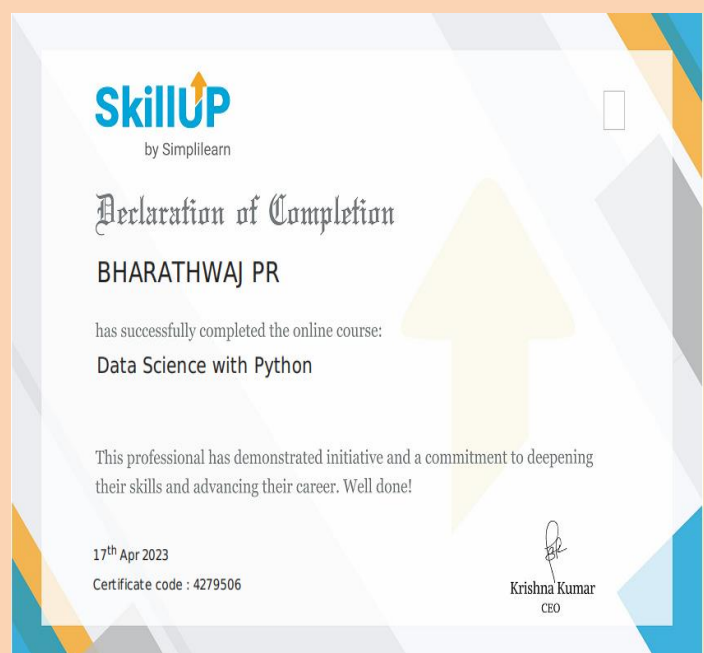 SkillUP
by Simplilearn
Declaration of Completion
BHARATHWAJ PR
has successfully completed the online course:
Data Science with Python
This professional has demonstrated initiative and a commitment to deepening
their skills and advancing their career. Well done!
17th Apr 2023
Certificate code : 4279506
Krishna Kumar
CEO